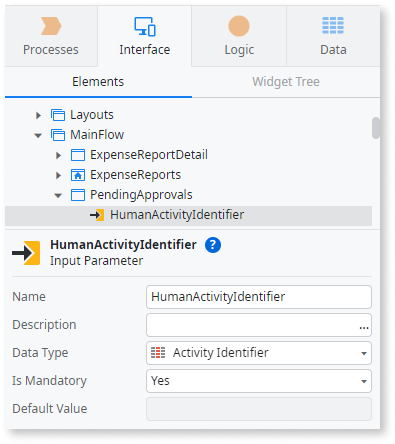 Processes Interface Logic Data
Elements Widget Tree
Layouts
MainFlow
ExpenseReportDetail
ExpenseReports
PendingApprovals
HumanActivityIdentifier
HumanActivityIdentifier ?
Input Parameter
Name HumanActivityIdentifier
Description ...
Data Type Activity Identifier
Is Mandatory Yes
Default Value